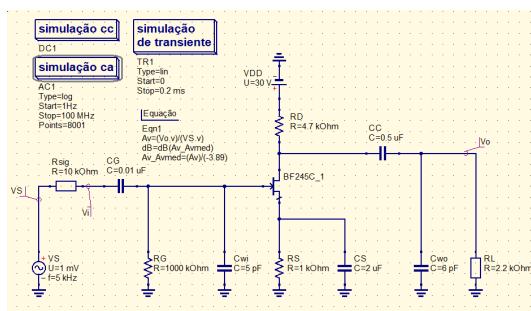 simulação cc
DC1
simulação ca
AC1
Type=log
Start=1Hz
Stop=100 MHz
Points=8001
simulação
de transiente
TR1
Type=lin
Start=0
Stop=0.2 ms
Equação
Eqn1
Av=(Vo.v)/(VS.v)
dB=dB(Av_Avmed)
Av_Avmed=(Av)/(-3.89)
VDD
U=30 V
RD
R=4.7 kOhm
CC
C=0.5 uF
Vo
BF245C_1
Rsig
R=10 kOhm
CG
C=0.01 uF
VS
Vi
VS
U=1 mV
f=5 kHz
RG
R=1000 kOhm
Cwi
C=5 pF
RS
R=1 kOhm
CS
C=2 uF
Cwo
C=6 pF
RL
R=2.2 kOhm